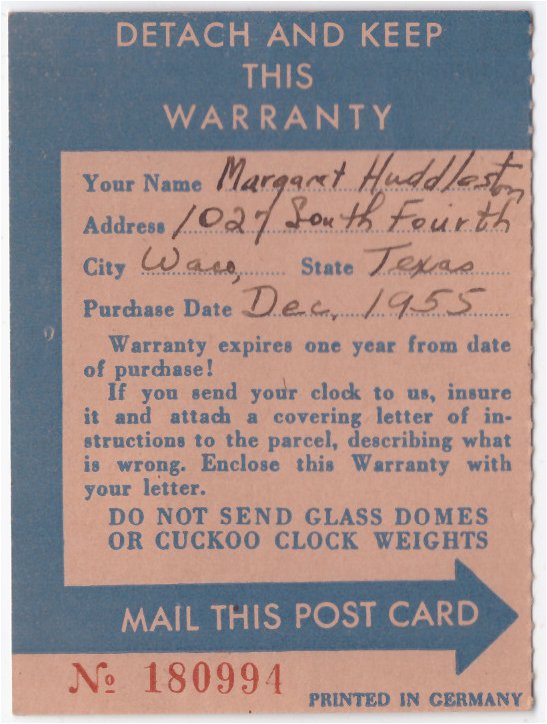 DETACH AND KEEP
THIS
WARRANTY
Your Name Margaret Huddleston
Address 1027 South Fourth
City Waco, State Texas
Purchase Date Dec. 1955
Warranty expires one year from date
of purchase!
If you send your clock to us, insure
it and attach a covering letter of in-
structions to the parcel, describing what
is wrong. Enclose this Warranty with
your letter.
DO NOT SEND GLASS DOMES
OR CUCKOO CLOCK WEIGHTS
MAIL THIS POST CARD
No 180994
PRINTED IN GERMANY